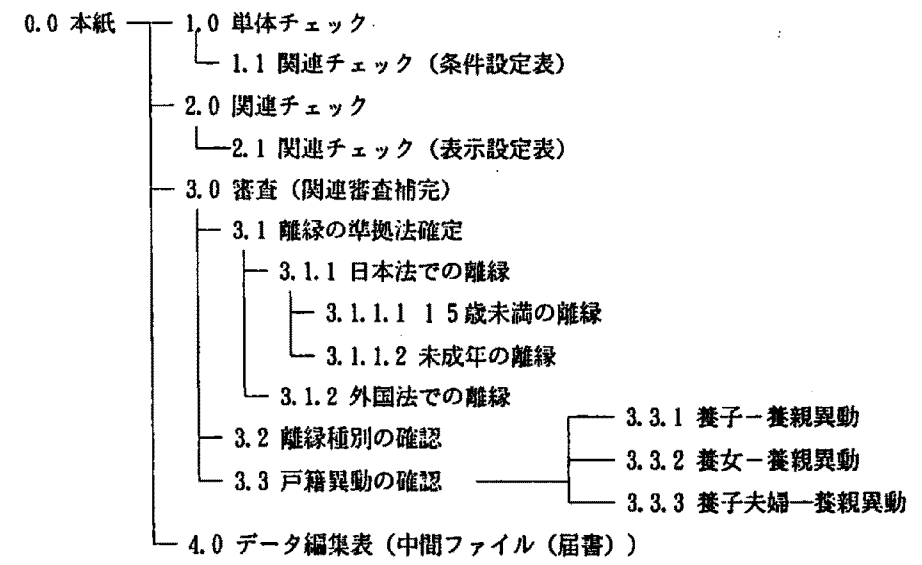 0.0 本紙
1.0 単体チェック
1.1 関連チェック（条件設定表）
2.0 関連チェック
2.1 関連チェック（表示設定表）
3.0 審査（関連審査補完）
3.1 離縁の準拠法確定
3.1.1 日本法での離縁
3.1.1.1 15歳未満の離縁
3.1.1.2 未成年の離縁
3.1.2 外国法での離縁
3.2 離縁種別の確認
3.3 戸籍異動の確認
3.3.1 養子－養親異動
3.3.2 養女－養親異動
3.3.3 養子夫婦－養親異動
4.0 データ編集表（中間ファイル（届書））